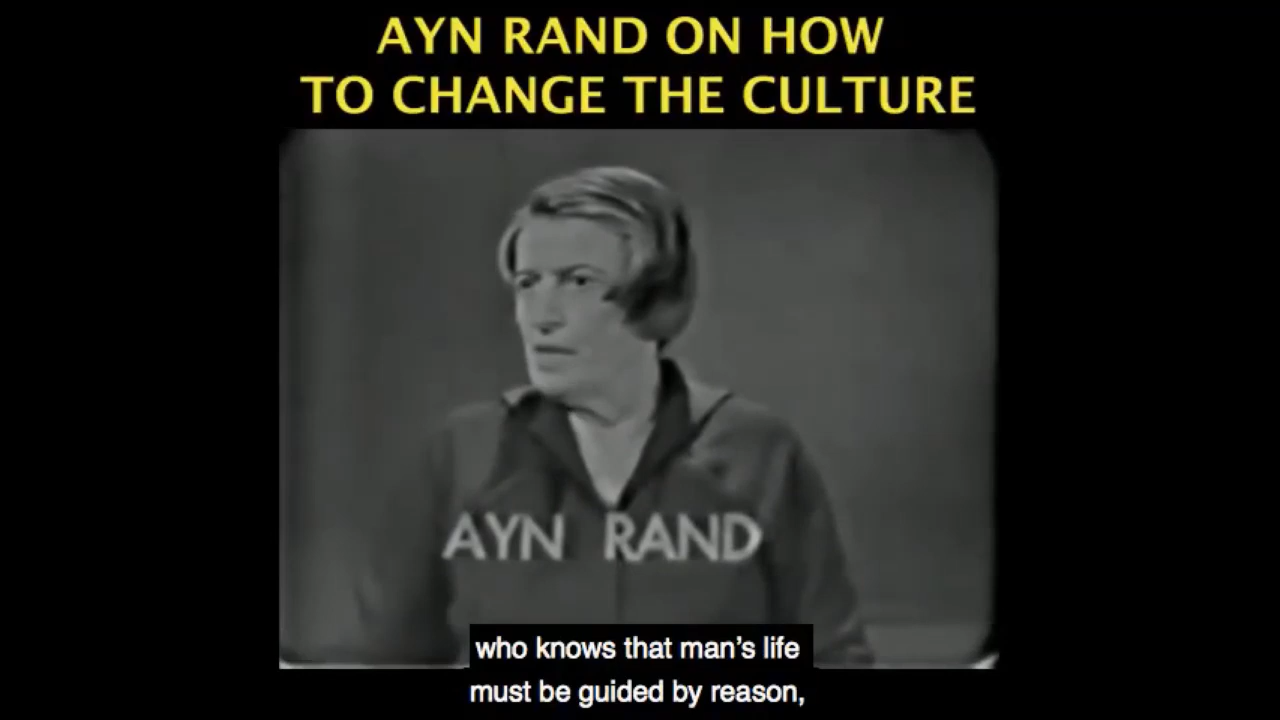 AYN RAND ON HOW
TO CHANGE THE CULTURE
AYN RAND
who knows that man's life
must be guided by reason,